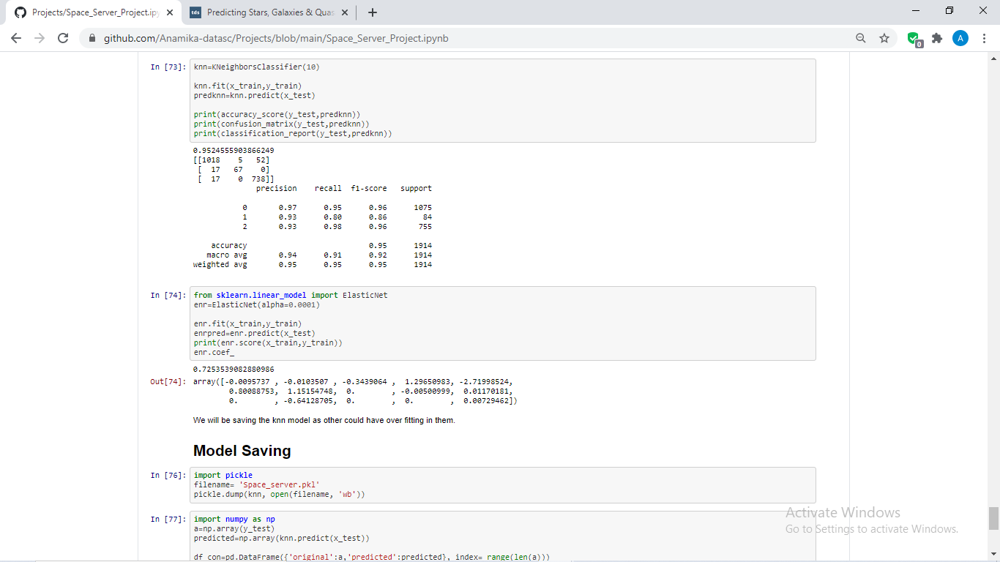 Projects/Space_Server_Project.ipy
tds Predicting Stars, Galaxies & Quas
github.com/Anamika-datasc/Projects/blob/main/Space_Server_Project.ipynb
0
A
In [73]: knn=KNeighborsClassifier(10)
knn.fit(x_train,y_train)
predknn=knn.predict(x_test)
print(accuracy_score(y_test,predknn))
print(confusion_matrix(y_test,predknn))
print(classification_report(y_test,predknn))
0.9524555903866249
[[1018 5 52]
[ 17 67 0]
[ 17 0 738]]
precision recall f1-score support
0 0.97 0.95 0.96 1075
1 0.93 0.80 0.86 84
2 0.93 0.98 0.96 755
accuracy 0.95 1914
macro avg 0.94 0.91 0.92 1914
weighted avg 0.95 0.95 0.95 1914
In [74]: from sklearn.linear_model import ElasticNet
enr=ElasticNet(alpha=0.0001)
enr.fit(x_train,y_train)
enrpred=enr.predict(x_test)
print(enr.score(x_train,y_train))
enr.coef_
0.7253539082880986
Out[74]: array([-0.0095737 , -0.0103507 , -0.3439064 , 1.29650983, -2.71998524,
0.80088753, 1.15154748, 0. , -0.00500999, 0.01170181,
0. , -0.64128705, 0. , 0. , 0.00729462])
We will be saving the knn model as other could have over fitting in them.
Model Saving
In [76]: import pickle
filename= 'Space_server.pkl'
pickle.dump(knn, open(filename, 'wb'))
In [77]: import numpy as np
a=np.array(y_test)
predicted=np.array(knn.predict(x_test))
df_con=pd.DataFrame({'original':a,'predicted':predicted}, index= range(len(a)))
Activate Windows
Go to Settings to activate Windows.